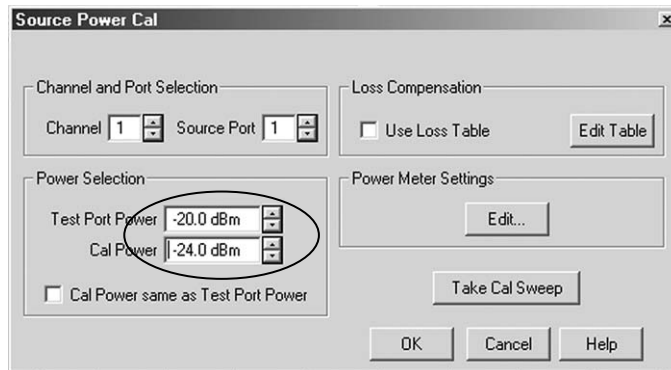 Source Power Cal
Channel and Port Selection
Channel 1 Source Port 1
Loss Compensation
Use Loss Table Edit Table
Power Selection
Test Port Power -20.0 dBm
Cal Power -24.0 dBm
Cal Power same as Test Port Power
Power Meter Settings
Edit...
Take Cal Sweep
OK Cancel Help